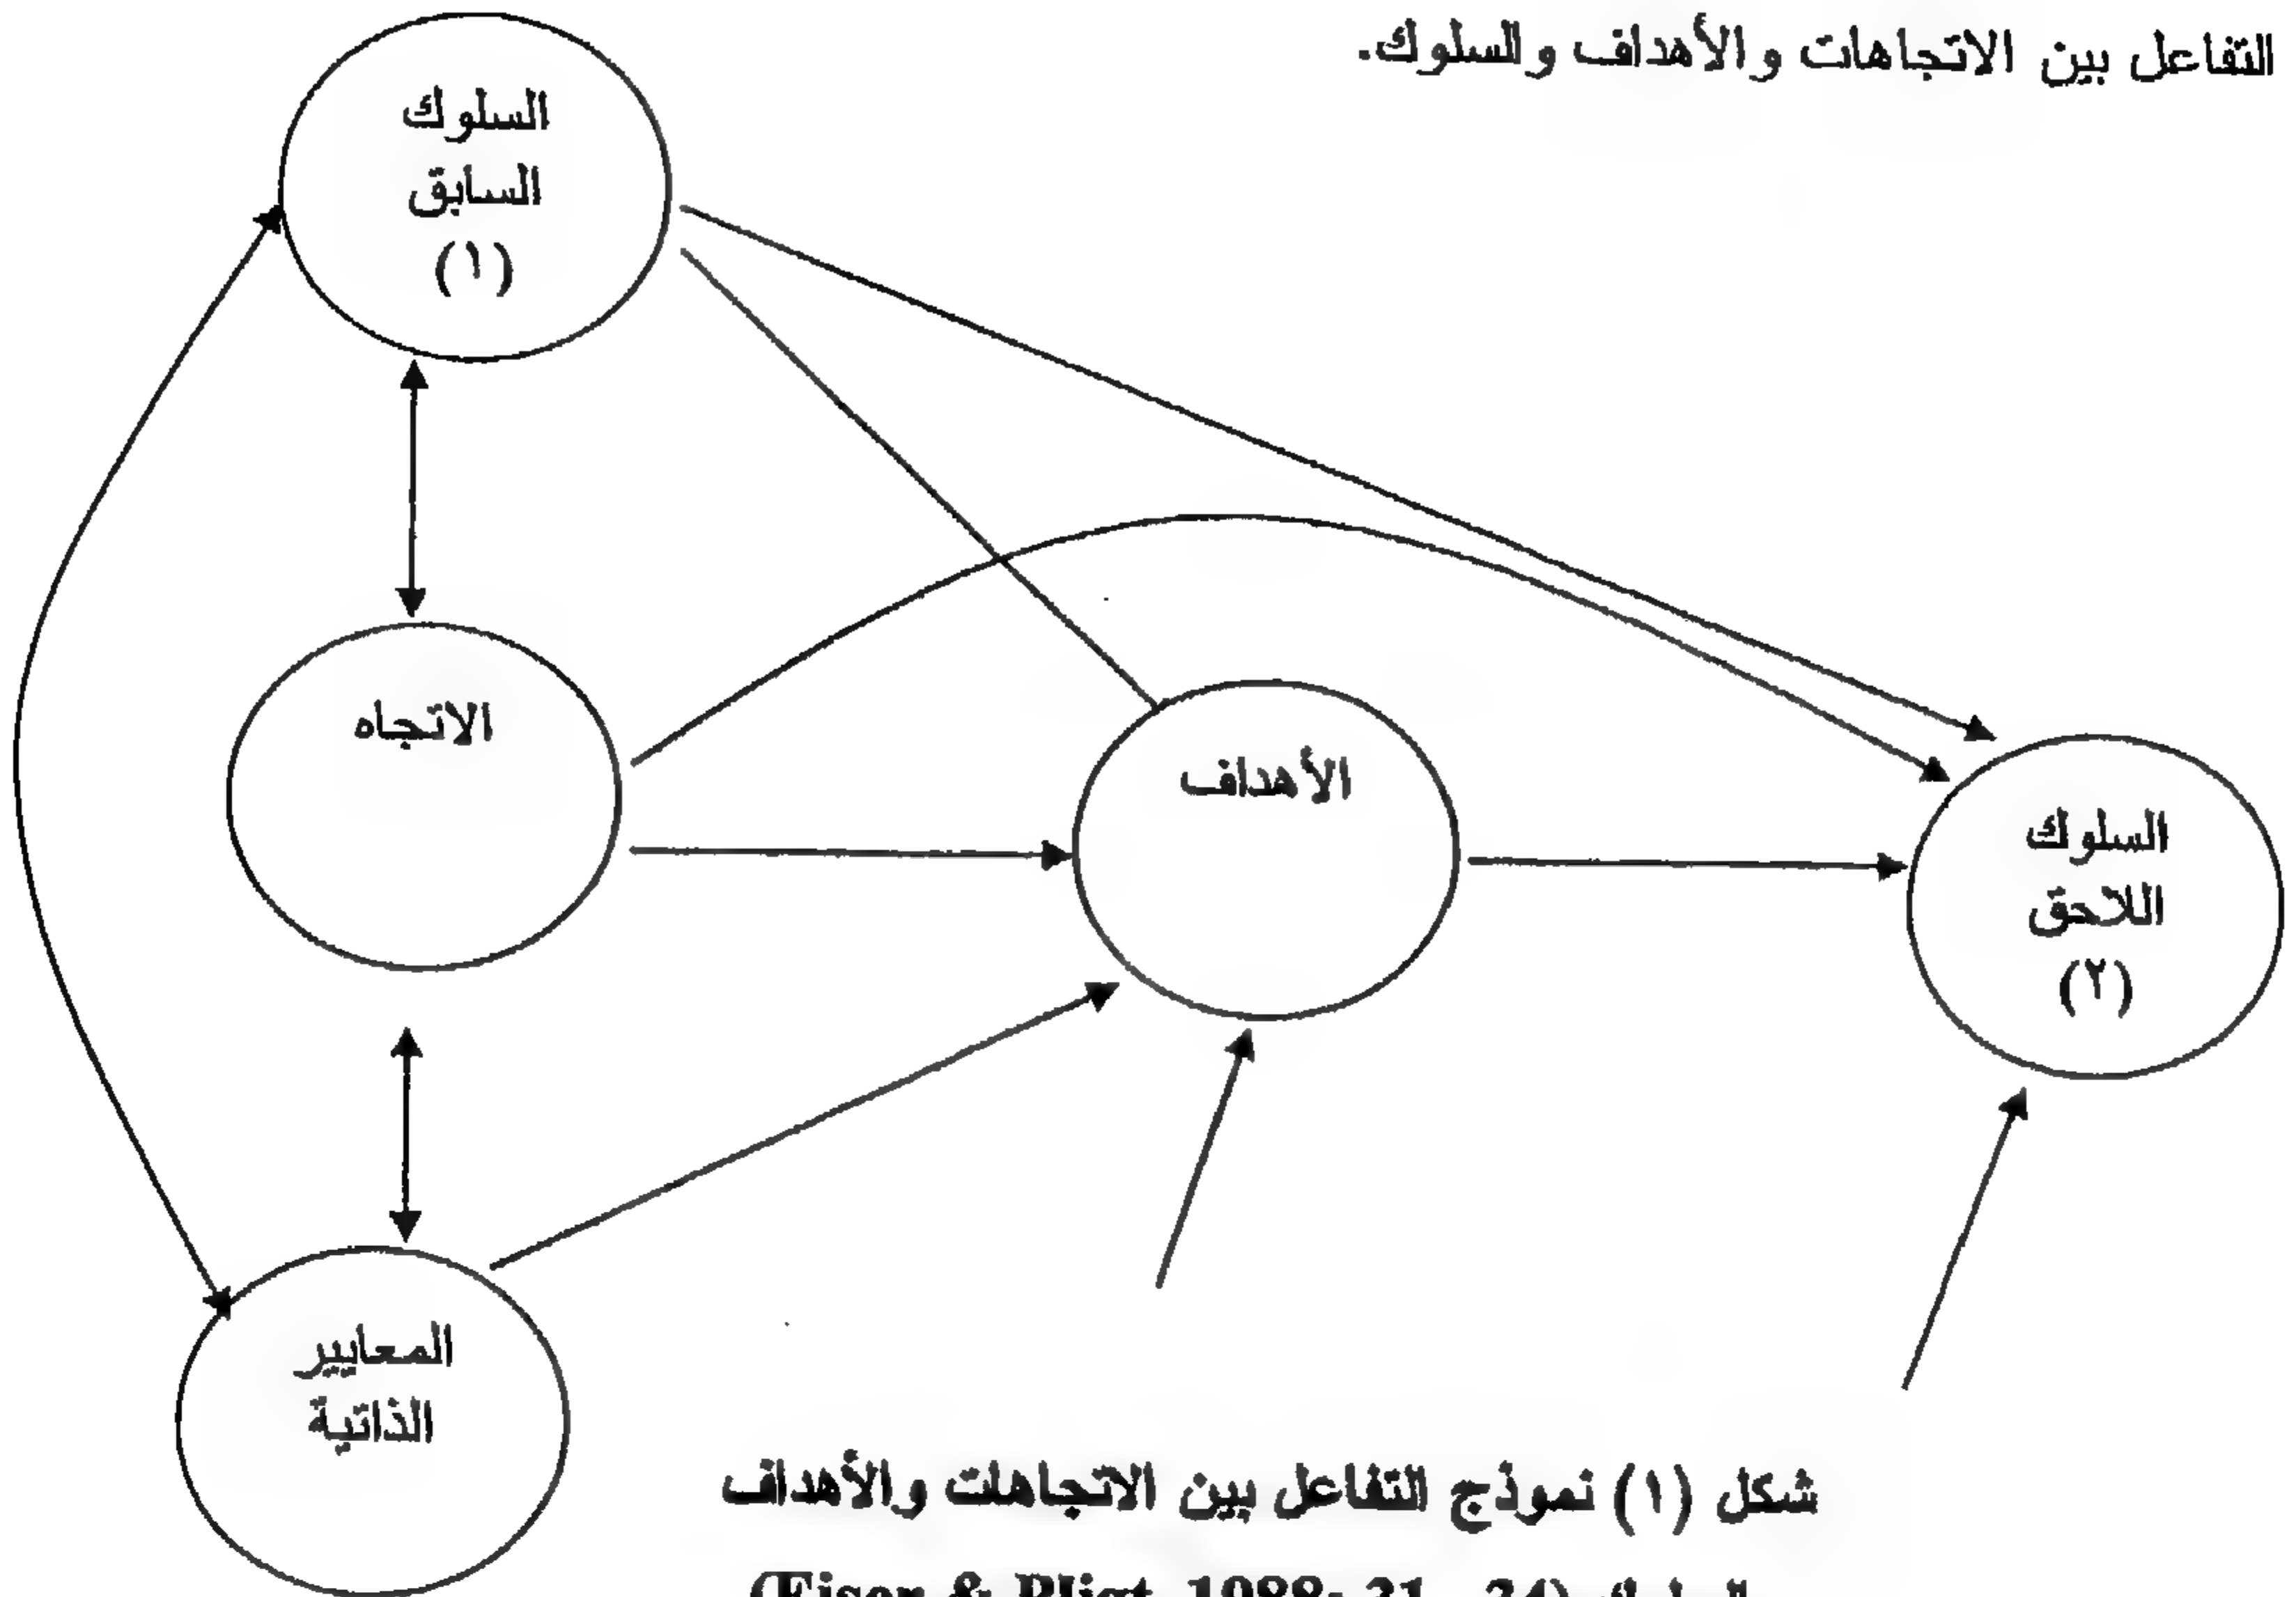 التفاعل بين الاتجاهات والأهداف والسلوك.
السلوك
السابق
(١)
الاتجاه
الأهداف
السلوك
اللاحق
(٢)
المعايير
الذاتية
شكل (١) نموذج التفاعل بين الاتجاهات والأهداف